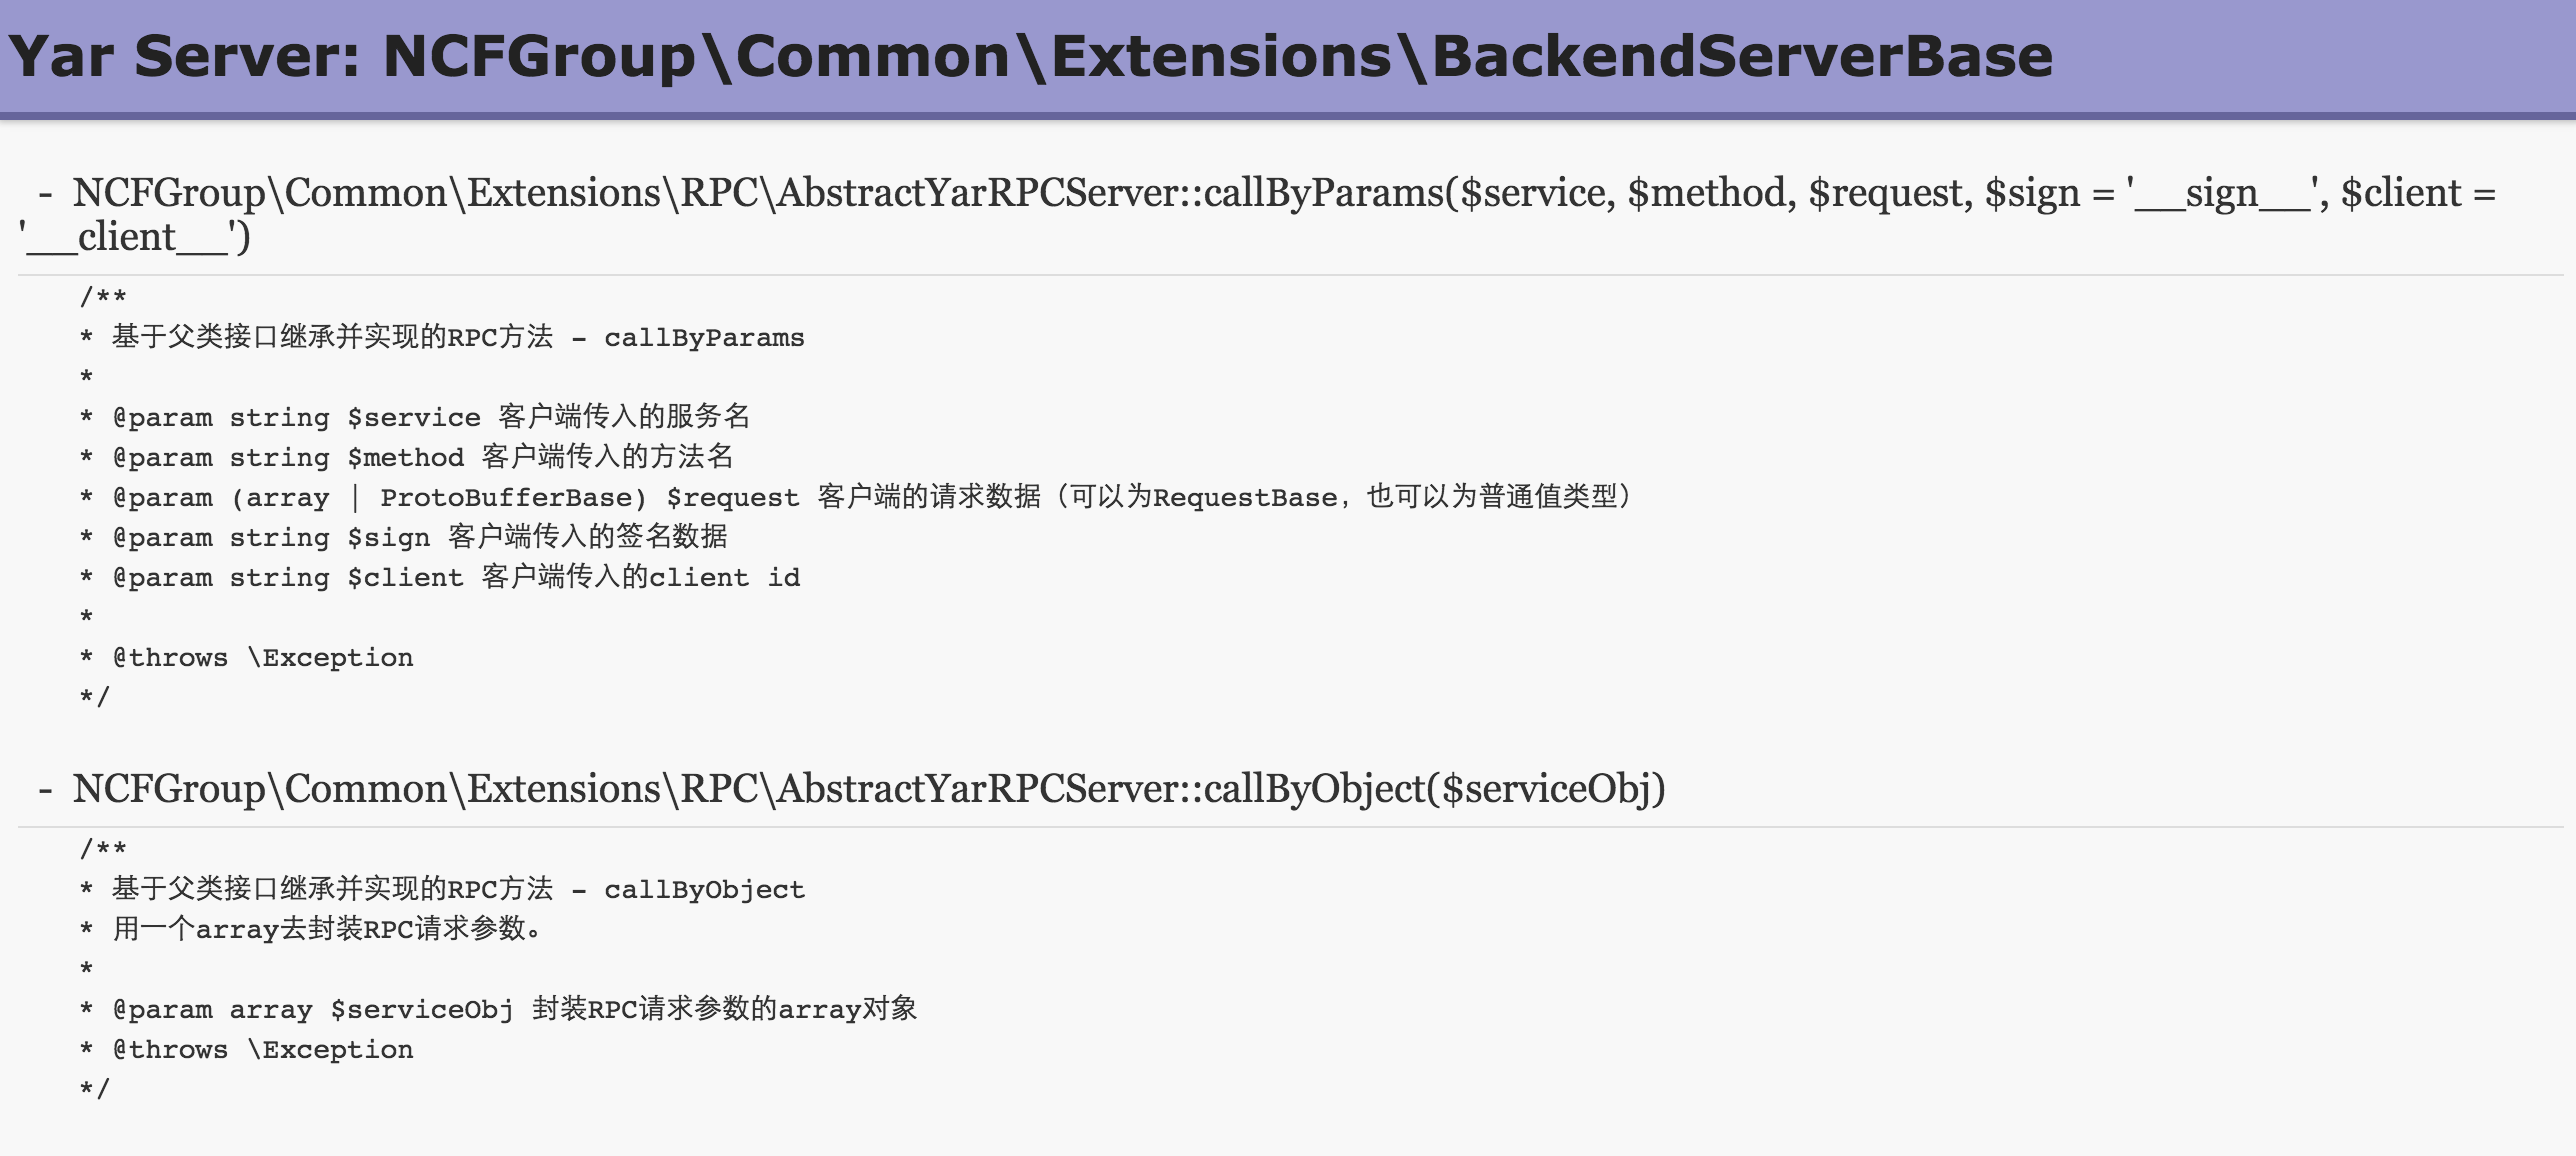 Yar Server: NCFGroup\Common\Extensions\BackendServerBase
- NCFGroup\Common\Extensions\RPC\AbstractYarRPCServer::callByParams($service, $method, $request, $sign = '__sign__', $client =
'__client__')
/**
* 基于父类接口继承并实现的RPC方法 - callByParams
*
* @param string $service 客户端传入的服务名
* @param string $method 客户端传入的方法名
* @param (array | ProtoBufferBase) $request 客户端的请求数据（可以为RequestBase，也可以为普通值类型）
* @param string $sign 客户端传入的签名数据
* @param string $client 客户端传入的client id
*
* @throws \Exception
*/
- NCFGroup\Common\Extensions\RPC\AbstractYarRPCServer::callByObject($serviceObj)
/**
* 基于父类接口继承并实现的RPC方法 - callByObject
* 用一个array去封装RPC请求参数。
*
* @param array $serviceObj 封装RPC请求参数的array对象
* @throws \Exception
*/